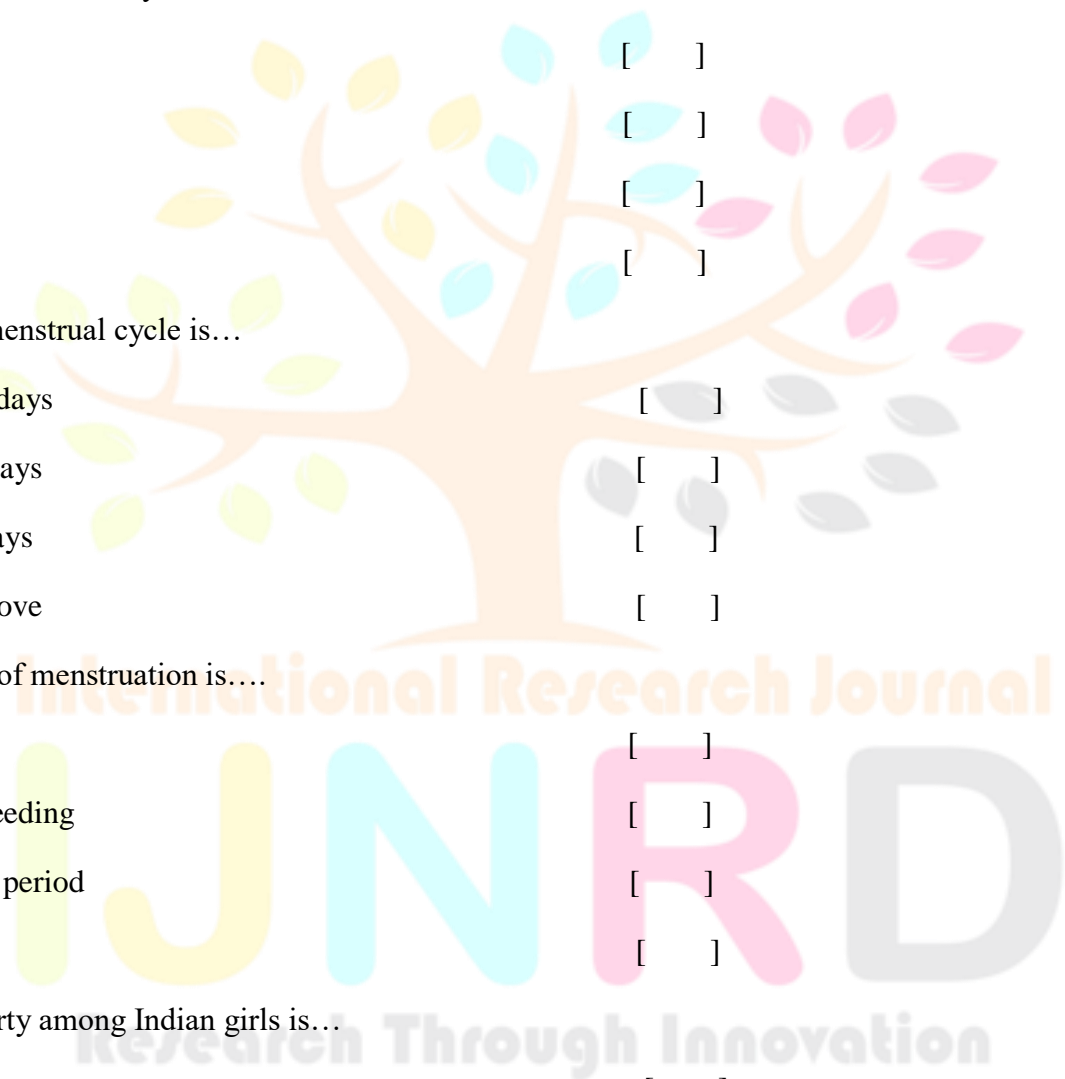 [ ]
[ ]
[ ]
[ ]
menstrual cycle is…
days [ ]
ays [ ]
ays [ ]
ove [ ]
of menstruation is….
International Research Journal
[ ]
eeding [ ]
period [ ]
[ ]
IJNRD
rty among Indian girls is…
Research Through Innovation